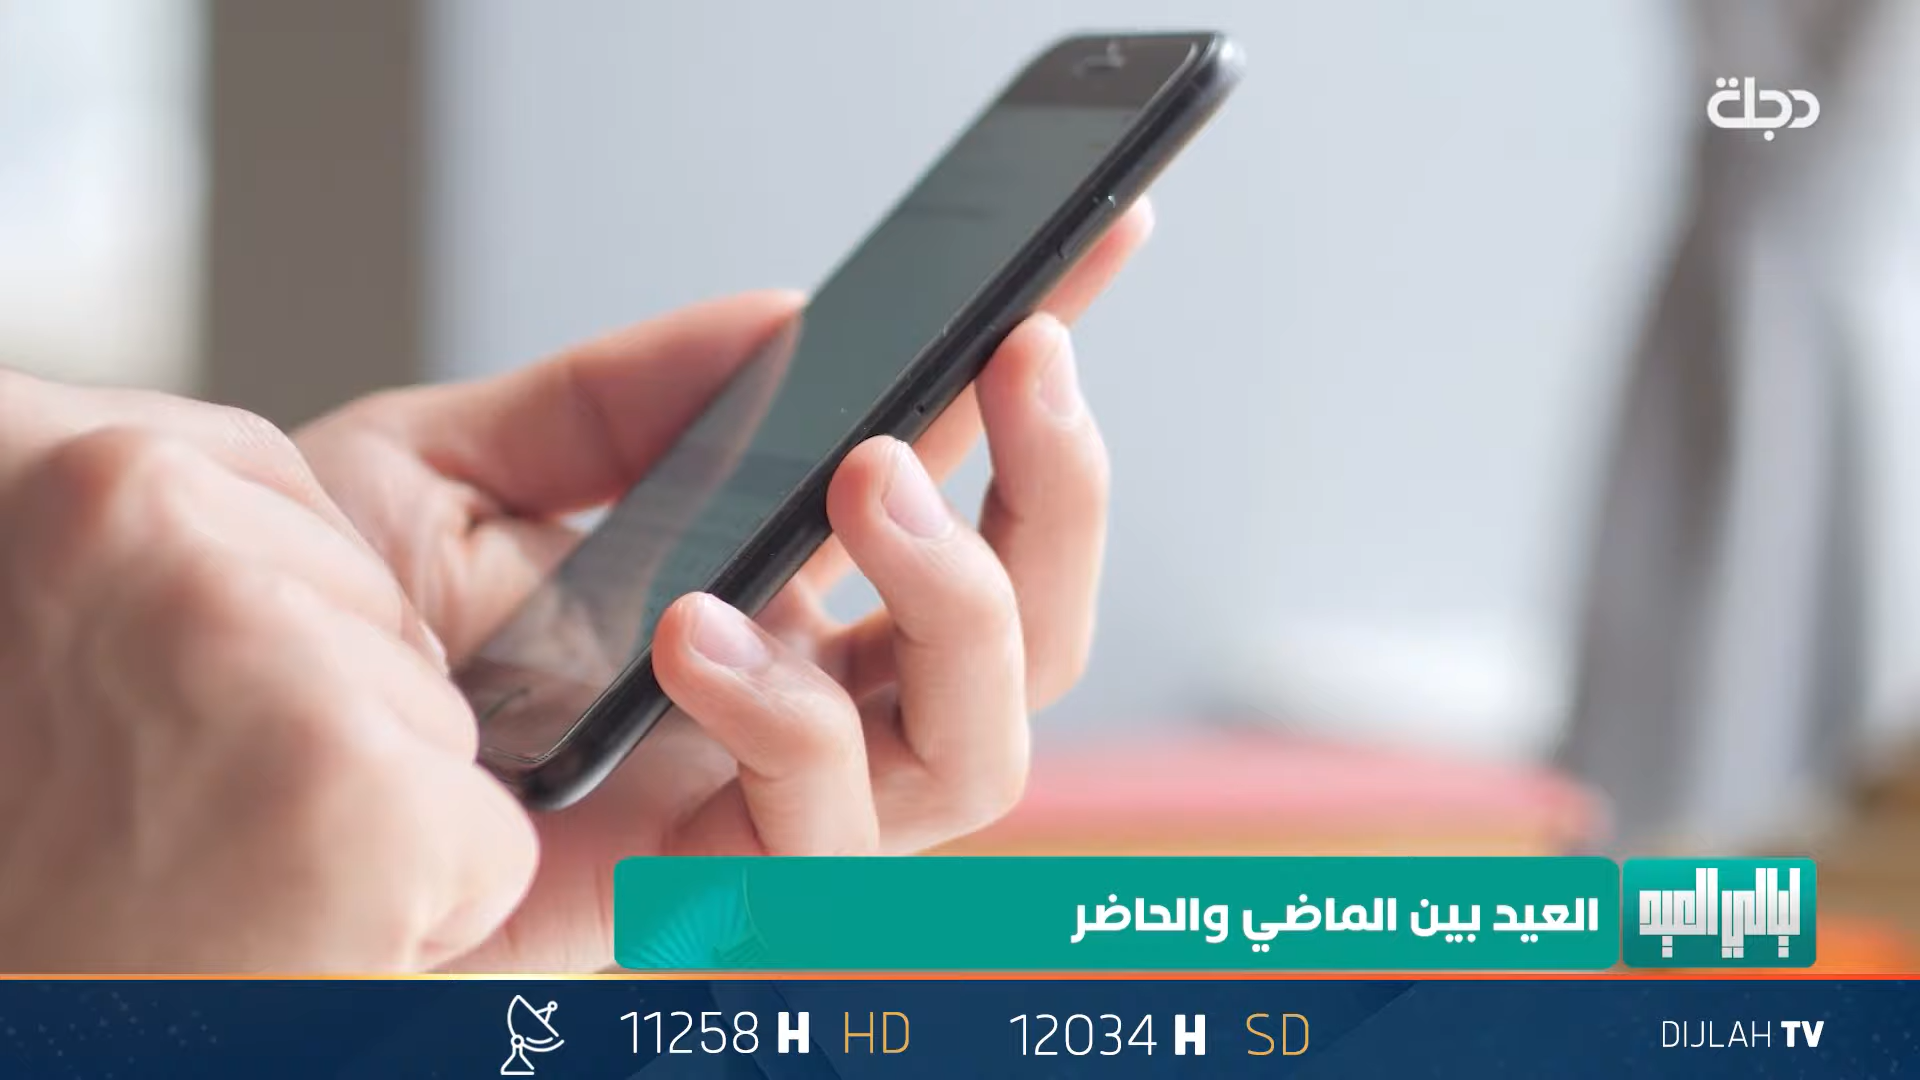 دجلة
العيد بين الماضي والحاضر
ليالي العيد
11258 H HD 12034 H SD DIJLAH TV